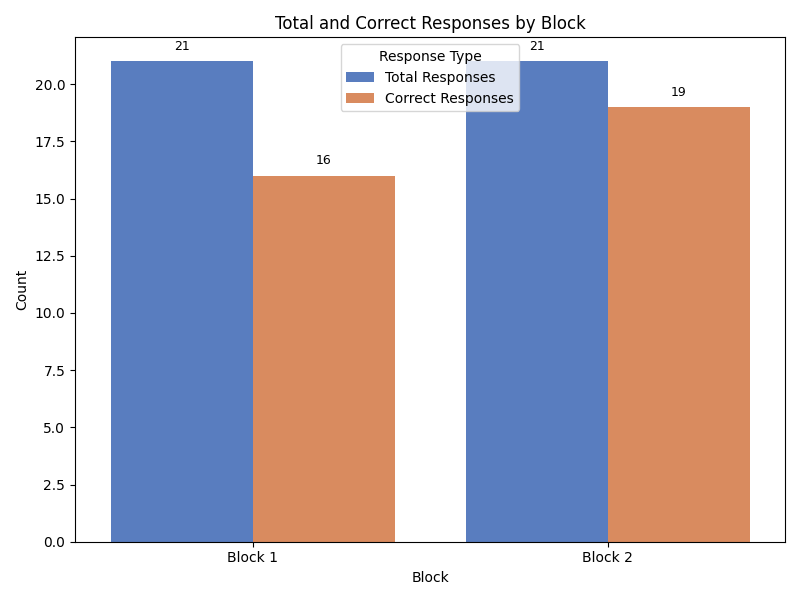 Total and Correct Responses by Block
Response Type
Total Responses
Correct Responses
21
16
21
19
Count
20.0
17.5
15.0
12.5
10.0
7.5
5.0
2.5
0.0
Block 1
Block 2
Block